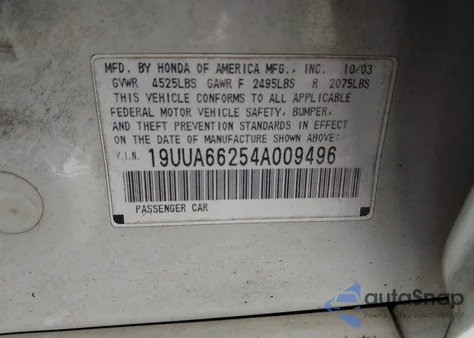 MFD. BY HONDA OF AMERICA MFG., INC. 10/03
GVWR 4525LBS GAWR F 2495LBS R 2075LBS
THIS VEHICLE CONFORMS TO ALL APPLICABLE
FEDERAL MOTOR VEHICLE SAFETY, BUMPER,
AND THEFT PREVENTION STANDARDS IN EFFECT
ON THE DATE OF MANUFACTURE SHOWN ABOVE:
V.I.N. 19UUA66254A009496
PASSENGER CAR
autoSnap